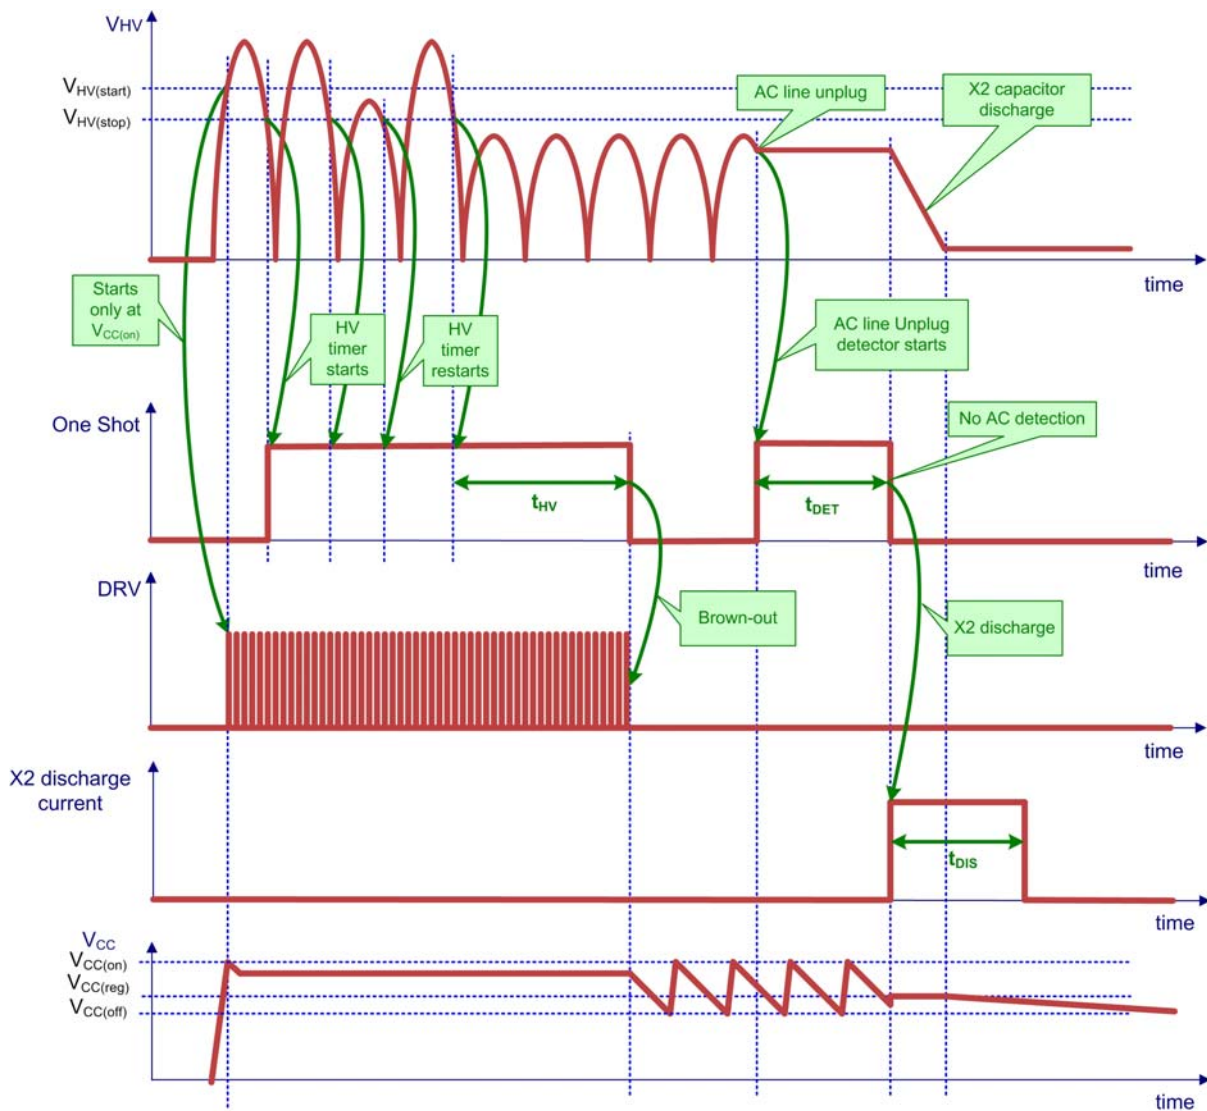 VHV
VHV(start)
VHV(stop)
AC line unplug
X2 capacitor
discharge
time
Starts
only at
VCC(on)
HV
timer
starts
HV
timer
restarts
AC line Unplug
detector starts
One Shot
No AC detection
tHV
tDET
time
DRV
Brown-out
X2 discharge
time
X2 discharge
current
tDIS
time
VCC
VCC(on)
VCC(reg)
VCC(off)
time